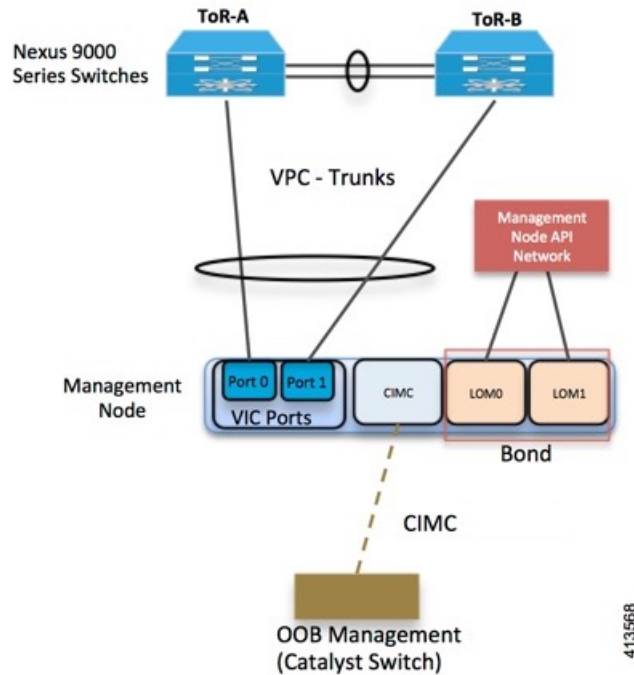 ToR-A
ToR-B
Nexus 9000
Series Switches
VPC - Trunks
Management
Node API
Network
Management
Node
Port 0
Port 1
VIC Ports
CIMC
LOM0
LOM1
Bond
CIMC
OOB Management
(Catalyst Switch)
413568